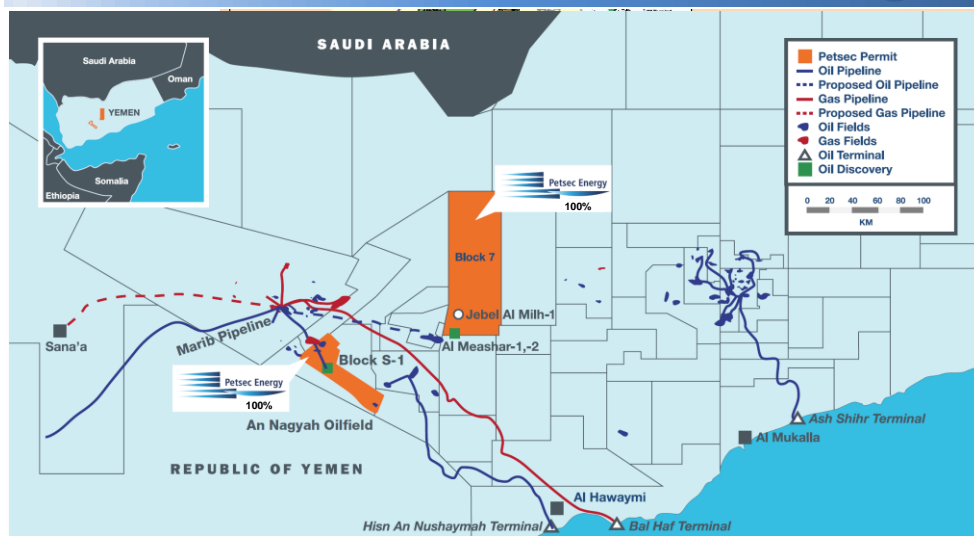 SAUDI ARABIA
Saudi Arabia
Oman
YEMEN
Somalia
Ethiopia
Petsec Permit
Oil Pipeline
Proposed Oil Pipeline
Gas Pipeline
Proposed Gas Pipeline
Oil Fields
Gas Fields
Oil Terminal
Oil Discovery
0 20 40 60 80 100
KM
Petsec Energy
100%
Block 7
Jebel Al Milh-1
Al Meashar-1,-2
Sana'a
Marib Pipeline
Block S-1
Petsec Energy
100%
An Nagyah Oilfield
Ash Shihr Terminal
Al Mukalla
REPUBLIC OF YEMEN
Al Hawaymi
Hisn An Nushaymah Terminal
Bal Haf Terminal